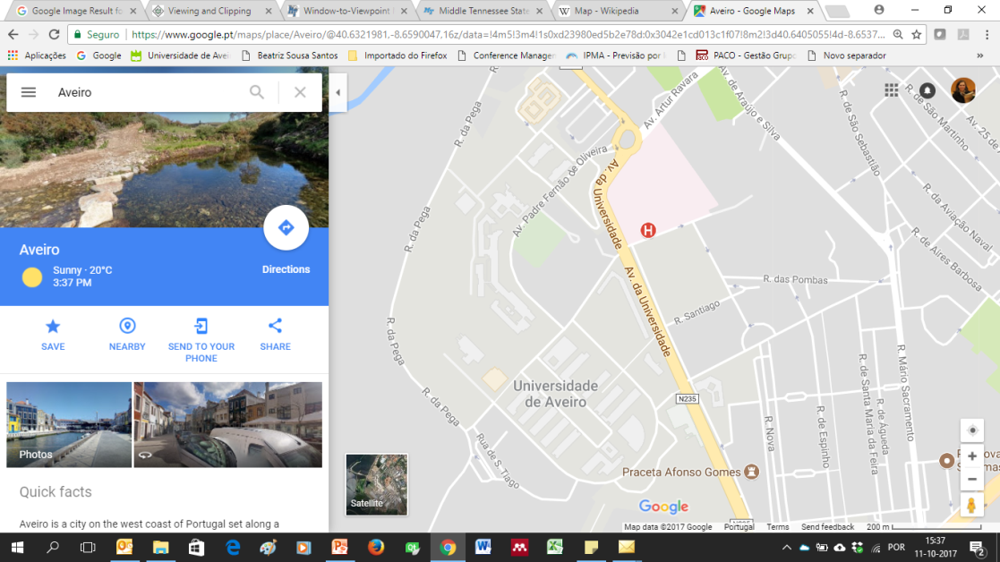 Google Image Result fo
Viewing and Clipping
Window-to-Viewpoint
Middle Tennessee State
Map - Wikipedia
Aveiro - Google Maps
Seguro
https://www.google.pt/maps/place/Aveiro/@40.6321981,-8.6590047,16z/data=!4m5!3m4!1s0xd23980ed5b2e78d:0x3042e1cd013c1f07!8m2!3d40.6405055!4d-8.6537...
Aplicações
Google
Universidade de Avei
Beatriz Sousa Santos
Importado do Firefox
Conference Manager
IPMA - Previsão por
PACO - Gestão Grup
Novo separador
»
Aveiro
Aveiro
Sunny · 20°C
3:37 PM
Directions
SAVE
NEARBY
SEND TO YOUR
PHONE
SHARE
Photos
Quick facts
Aveiro is a city on the west coast of Portugal set along a
R. da Pega
Av. Artur Ravara
Av. de Araújo e Silva
R. de São Sebastião
R. de São Martinho
Av. 25 de
Av. Padre Fernão de Oliveira
Av. da Universidade
R. da Pega
H
R. da Aviação Naval
R. de Aires Barbosa
R. das Pombas
Av. da Universidade
R. Santiago
R. da Pega
Universidade
de Aveiro
N235
R. da Pega
Rua de S. Tiago
R. Nova
R. de Espinho
R. de Santa Maria da Feira
R. de Águeda
R. Mário Sacramento
Praceta Afonso Gomes
Satellite
Google
Map data ©2017 Google
Portugal
Terms
Send feedback
200 m
POR
15:37
11-10-2017
2